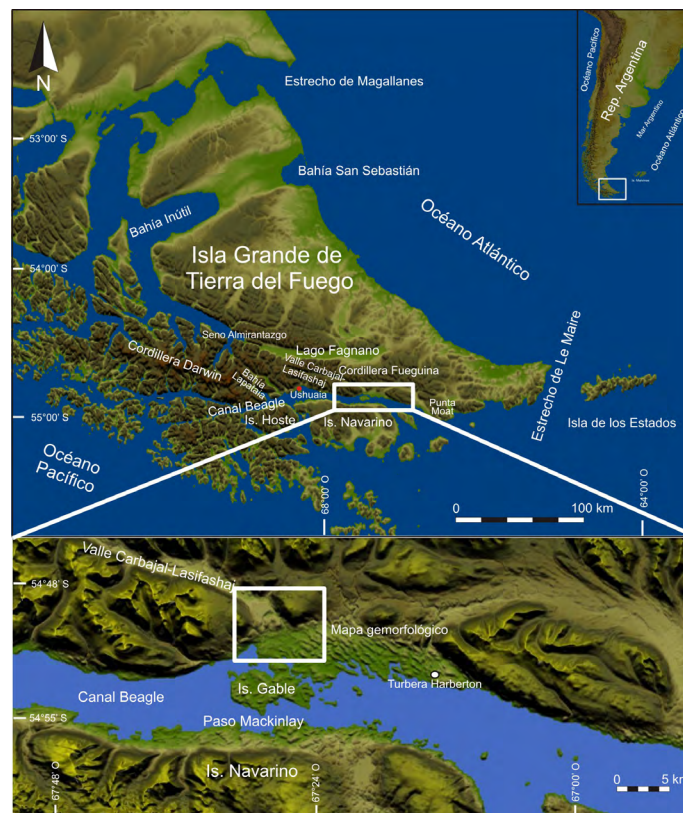 N
Estrecho de Magallanes
Océano Pacífico
Rep. Argentina
Mar Argentino
Océano Atlántico
53°00' S
Bahía San Sebastián
Bahía Inútil
Océano Atlántico
Isla Grande de
Tierra del Fuego
54°00' S
Seno Almirantazgo
Lago Fagnano
Cordillera Darwin
Valle Carbajal
Lasifashaj
Cordillera Fueguina
Estrecho de Le Maire
Bahía
Lapataia
Ushuaia
Canal Beagle
Punta
Moat
55°00' S
Is. Hoste
Is. Navarino
Isla de los Estados
Océano
Pacífico
68°00' O
64°00' O
0
100 km
Valle Carbajal-Lasifashaj
54°48' S
Mapa gemorfológico
Is. Gable
Turbera Harberton
Canal Beagle
54°55' S
Paso Mackinlay
Is. Navarino
67°48' O
67°24' O
67°00' O
0
5 km